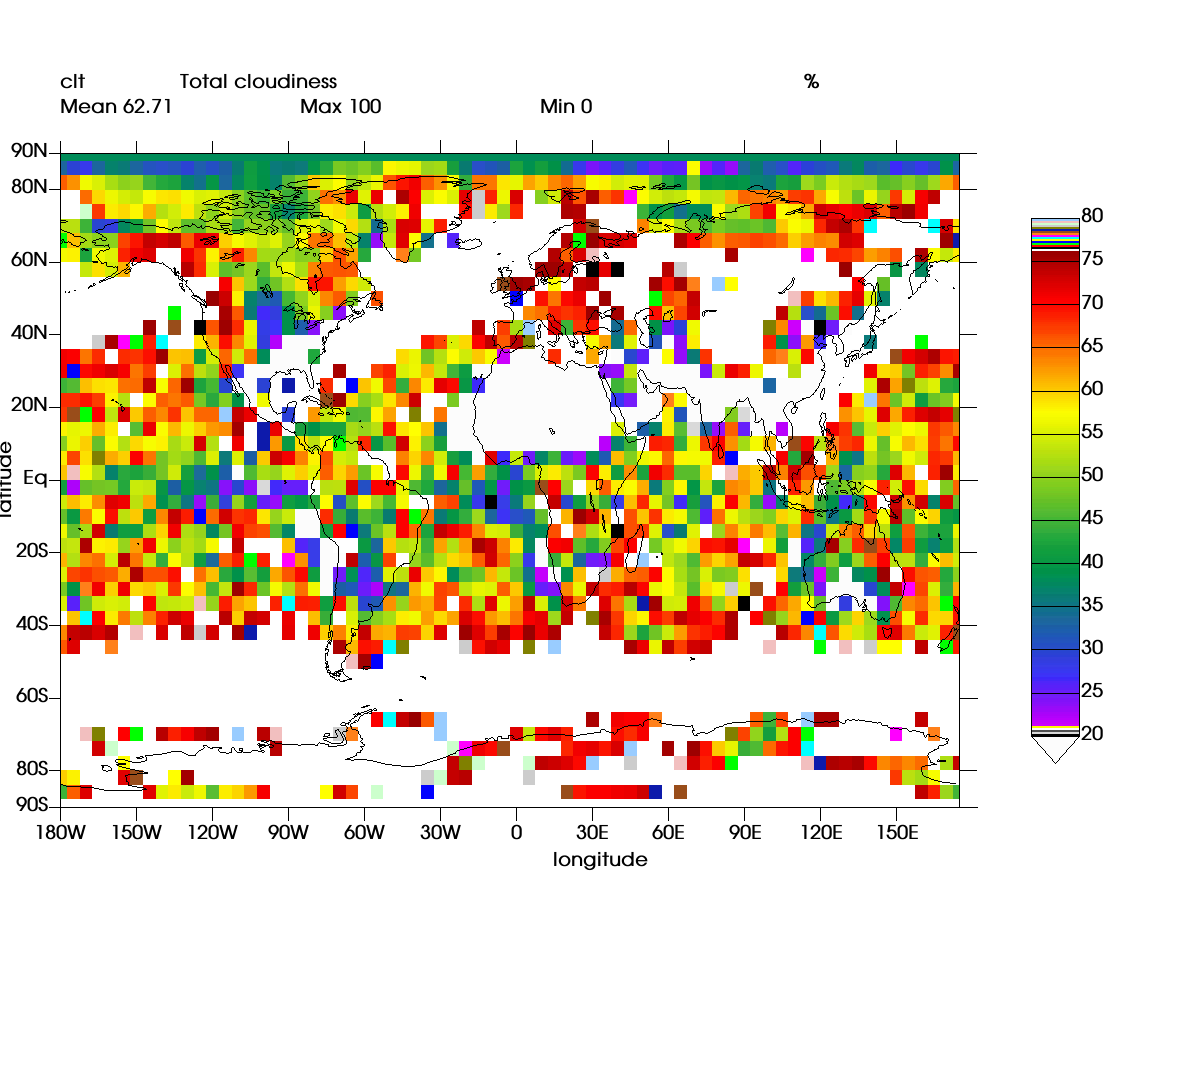 clt Total cloudiness %
Mean 62.71 Max 100 Min 0
90N
80N
60N
40N
20N
Eq
20S
40S
60S
80S
90S
latitude
180W 150W 120W 90W 60W 30W 0 30E 60E 90E 120E 150E
longitude
80
75
70
65
60
55
50
45
40
35
30
25
20